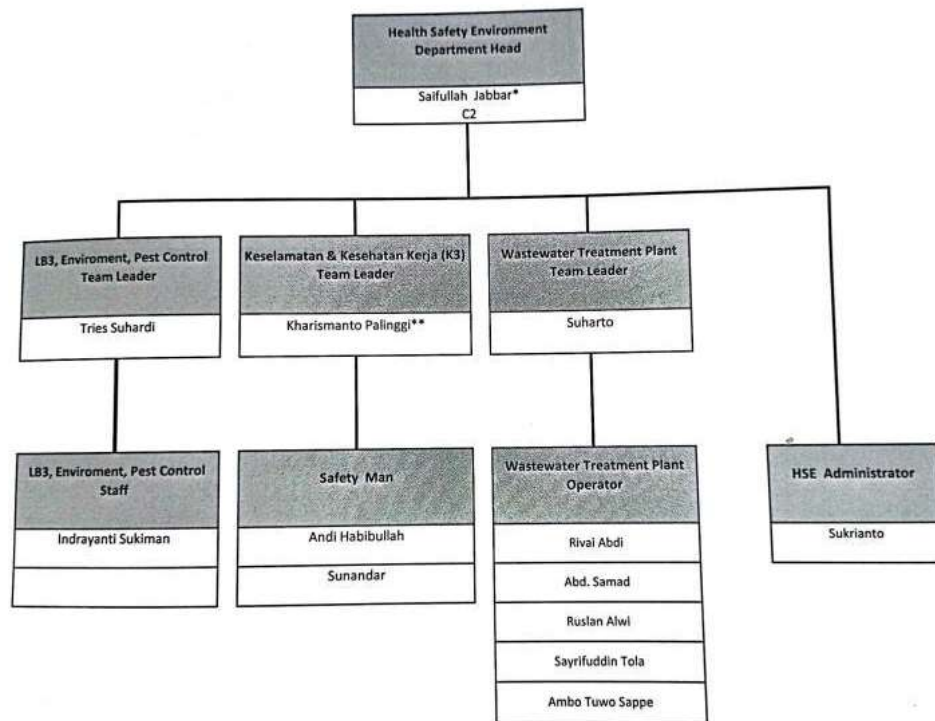 Health Safety Environment
Department Head
Saifullah Jabbar*
C2
LB3, Enviroment, Pest Control
Team Leader
Tries Suhardi
Keselamatan & Kesehatan Kerja (K3)
Team Leader
Kharismanto Palinggi**
Wastewater Treatment Plant
Team Leader
Suharto
LB3, Enviroment, Pest Control
Staff
Indrayanti Sukiman
Safety Man
Andi Habibullah
Sunandar
Wastewater Treatment Plant
Operator
Rivai Abdi
Abd. Samad
Ruslan Alwi
Sayrifuddin Tola
Ambo Tuwo Sappe
HSE Administrator
Sukrianto